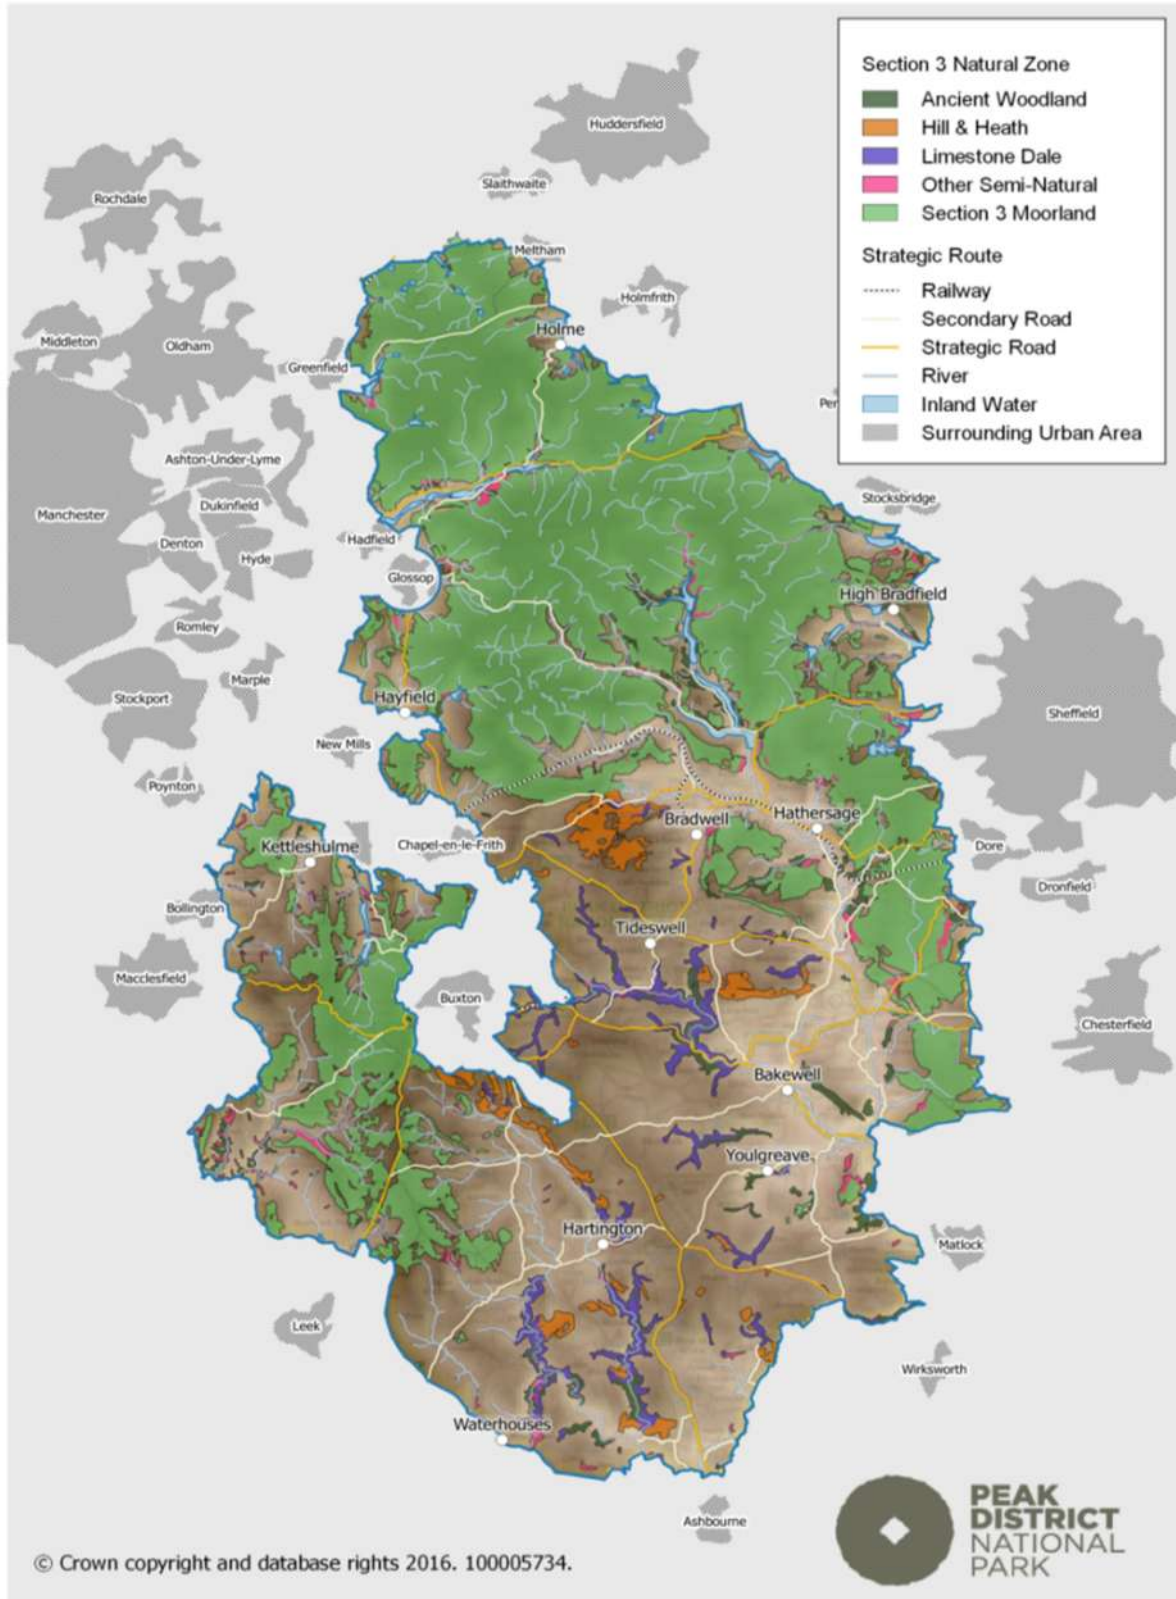 Section 3 Natural Zone
Ancient Woodland
Hill & Heath
Limestone Dale
Other Semi-Natural
Section 3 Moorland
Strategic Route
Railway
Secondary Road
Strategic Road
River
Inland Water
Surrounding Urban Area
Huddersfield
Slaithwaite
Rochdale
Meltham
Holmfirth
Holme
Middleton
Oldham
Greenfield
Per
Ashton-Under-Lyme
Stocksbridge
Dukinfield
Manchester
Hadfield
Denton
Hyde
Glossop
High Bradfield
Romley
Marple
Stockport
Hayfield
Sheffield
New Mills
Poynton
Hathersage
Bradwell
Kettleshulme
Chapel-en-le-Frith
Dore
Dronfield
Bollington
Tideswell
Macclesfield
Buxton
Chesterfield
Bakewell
Youlgreave
Hartington
Matlock
Leek
Wirksworth
Waterhouses
Ashbourne
PEAK
DISTRICT
NATIONAL
PARK
© Crown copyright and database rights 2016. 100005734.